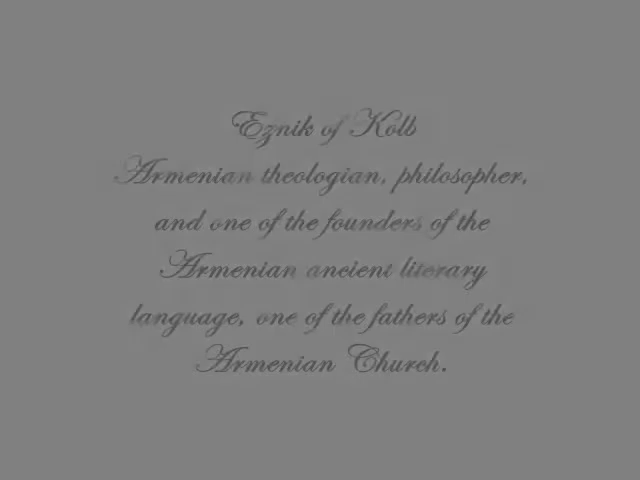 Eznik of Kolb
Armenian theologian, philosopher,
and one of the founders of the
Armenian ancient literary
language, one of the fathers of the
Armenian Church.